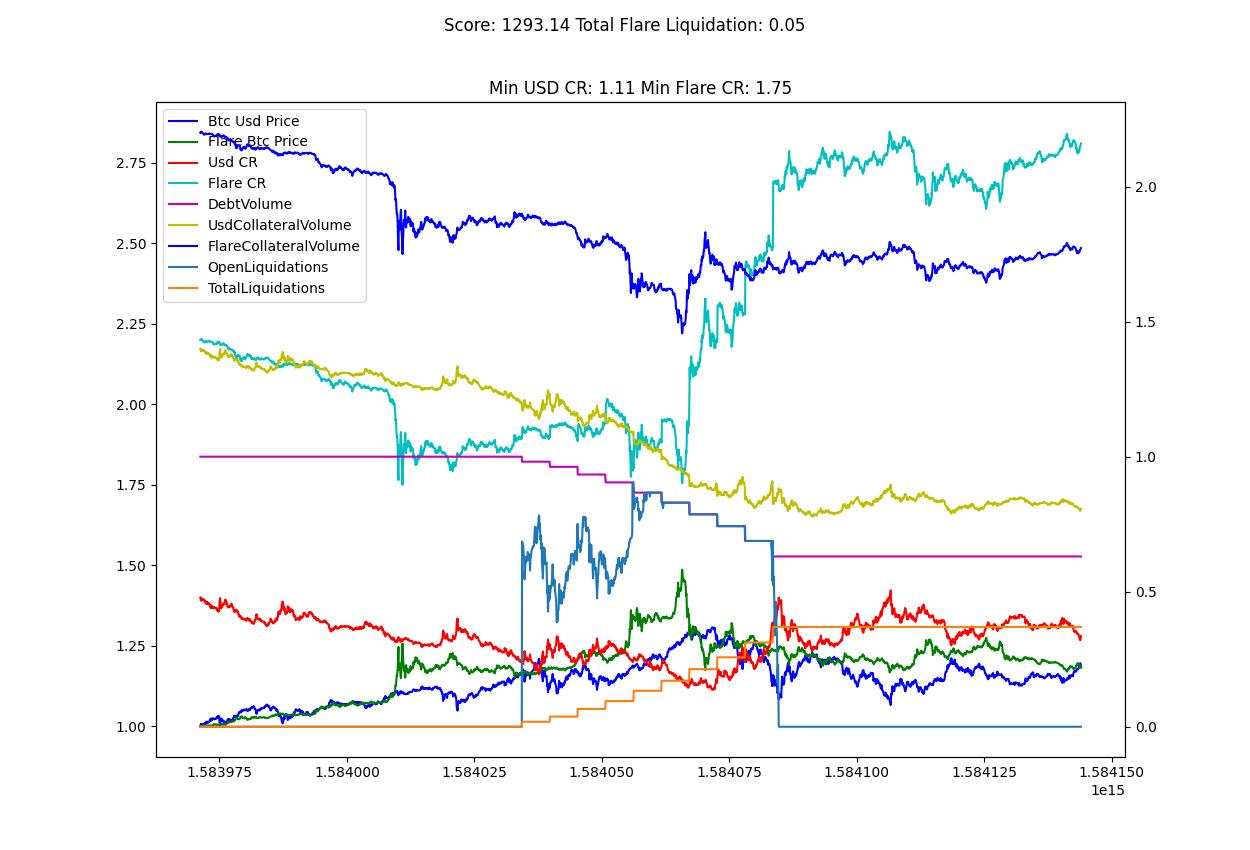 Score: 1293.14 Total Flare Liquidation: 0.05
Min USD CR: 1.11 Min Flare CR: 1.75
Btc Usd Price
Flare Btc Price
Usd CR
Flare CR
DebtVolume
UsdCollateralVolume
FlareCollateralVolume
OpenLiquidations
TotalLiquidations
2.75
2.50
2.25
2.00
1.75
1.50
1.25
1.00
2.0
1.5
1.0
0.5
0.0
1.583975 1.584000 1.584025 1.584050 1.584075 1.584100 1.584125 1.584150
1e15